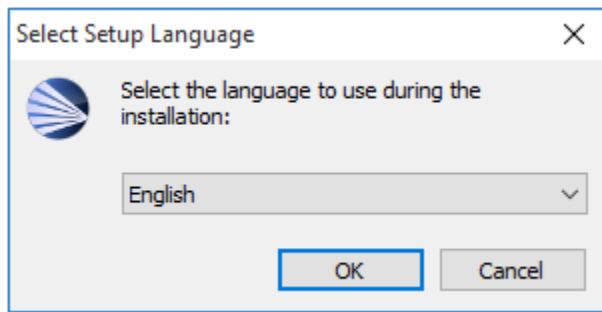 Select Setup Language
Select the language to use during the
installation:
English
OK
Cancel